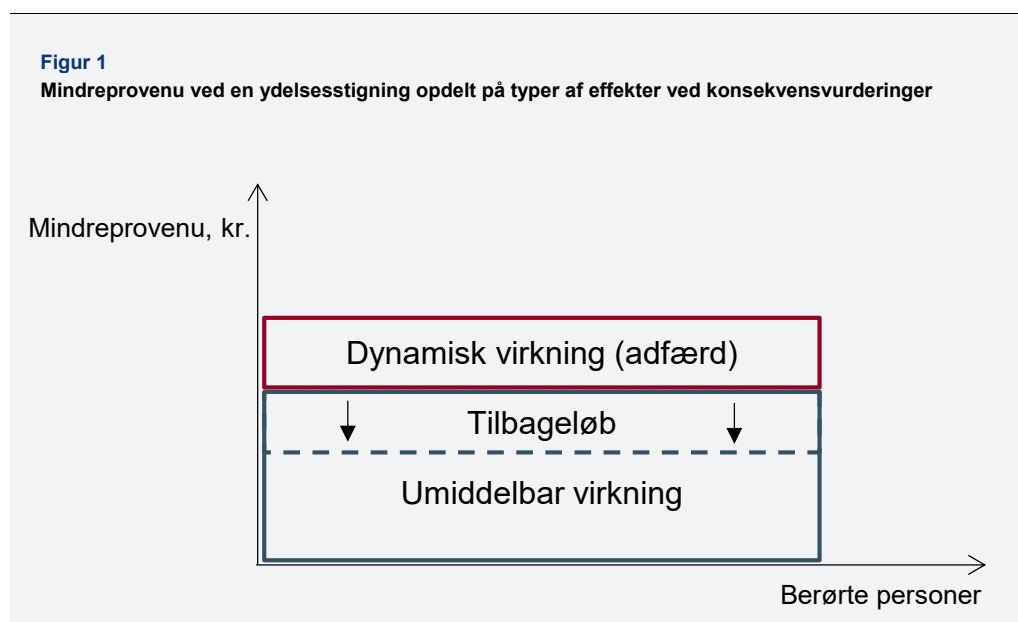 Figur 1
Mindreprovenu ved en ydelsesstigning opdelt på typer af effekter ved konsekvensvurderinger
Mindreprovenu, kr.
Dynamisk virkning (adfærd)
Tilbageløb
Umiddelbar virkning
Berørte personer